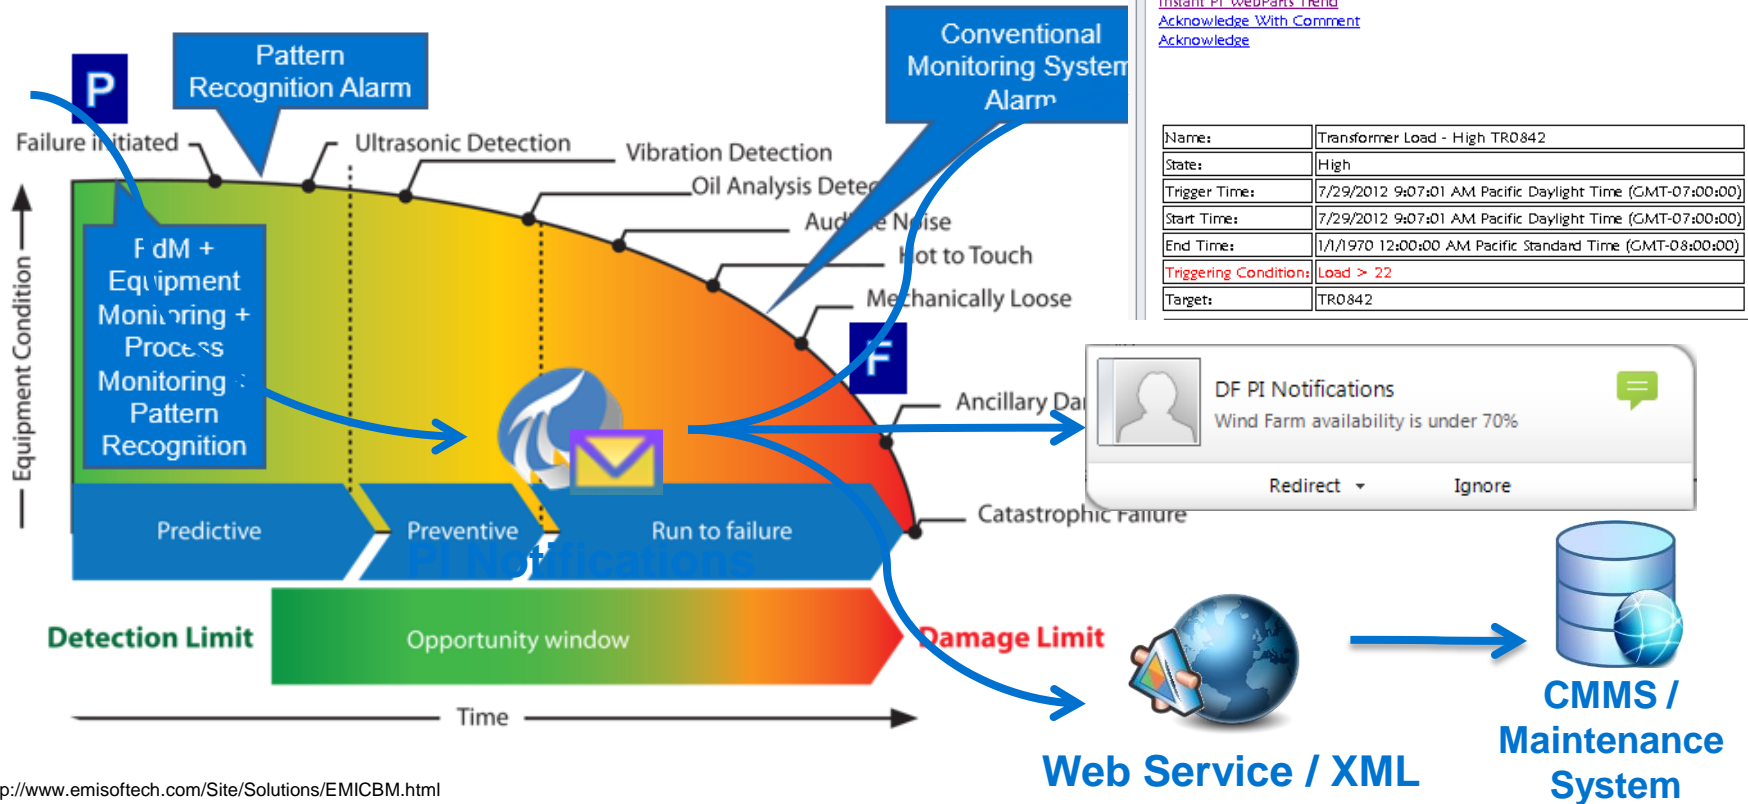 Instant PI WebParts Trend
Acknowledge With Comment
Acknowledge
Conventional
Monitoring System
Alarm
Pattern
Recognition Alarm
P
Failure initiated
Ultrasonic Detection
Vibration Detection
Oil Analysis
Audible Noise
Hot to Touch
Mechanically Loose
F
Ancillary
Catastrophic Failure
Equipment Condition
PdM +
Equipment
Monitoring +
Process
Monitoring +
Pattern
Recognition
Name: Transformer Load - High TR0842
State: High
Trigger Time: 7/29/2012 9:07:01 AM Pacific Daylight Time (GMT-07:00:00)
Start Time: 7/29/2012 9:07:01 AM Pacific Daylight Time (GMT-07:00:00)
End Time: 1/1/1970 12:00:00 AM Pacific Standard Time (GMT-08:00:00)
Triggering Condition: Load > 22
Target: TR0842
DF PI Notifications
Wind Farm availability is under 70%
Redirect
Ignore
Predictive
Preventive
Run to failure
PI Notifications
Detection Limit
Opportunity window
Damage Limit
Time
Web Service / XML
CMMS /
Maintenance
System
p://www.emisoftech.com/Site/Solutions/EMICBM.html